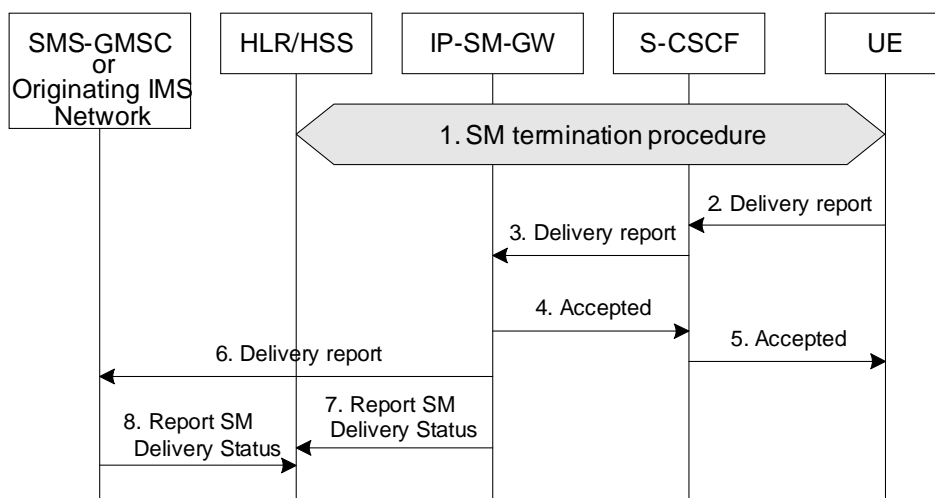 SMS-GMSC
or
Originating IMS
Network
HLR/HSS
IP-SM-GW
S-CSCF
UE
1. SM termination procedure
2. Delivery report
3. Delivery report
4. Accepted
5. Accepted
6. Delivery report
7. Report SM
Delivery Status
8. Report SM
Delivery Status